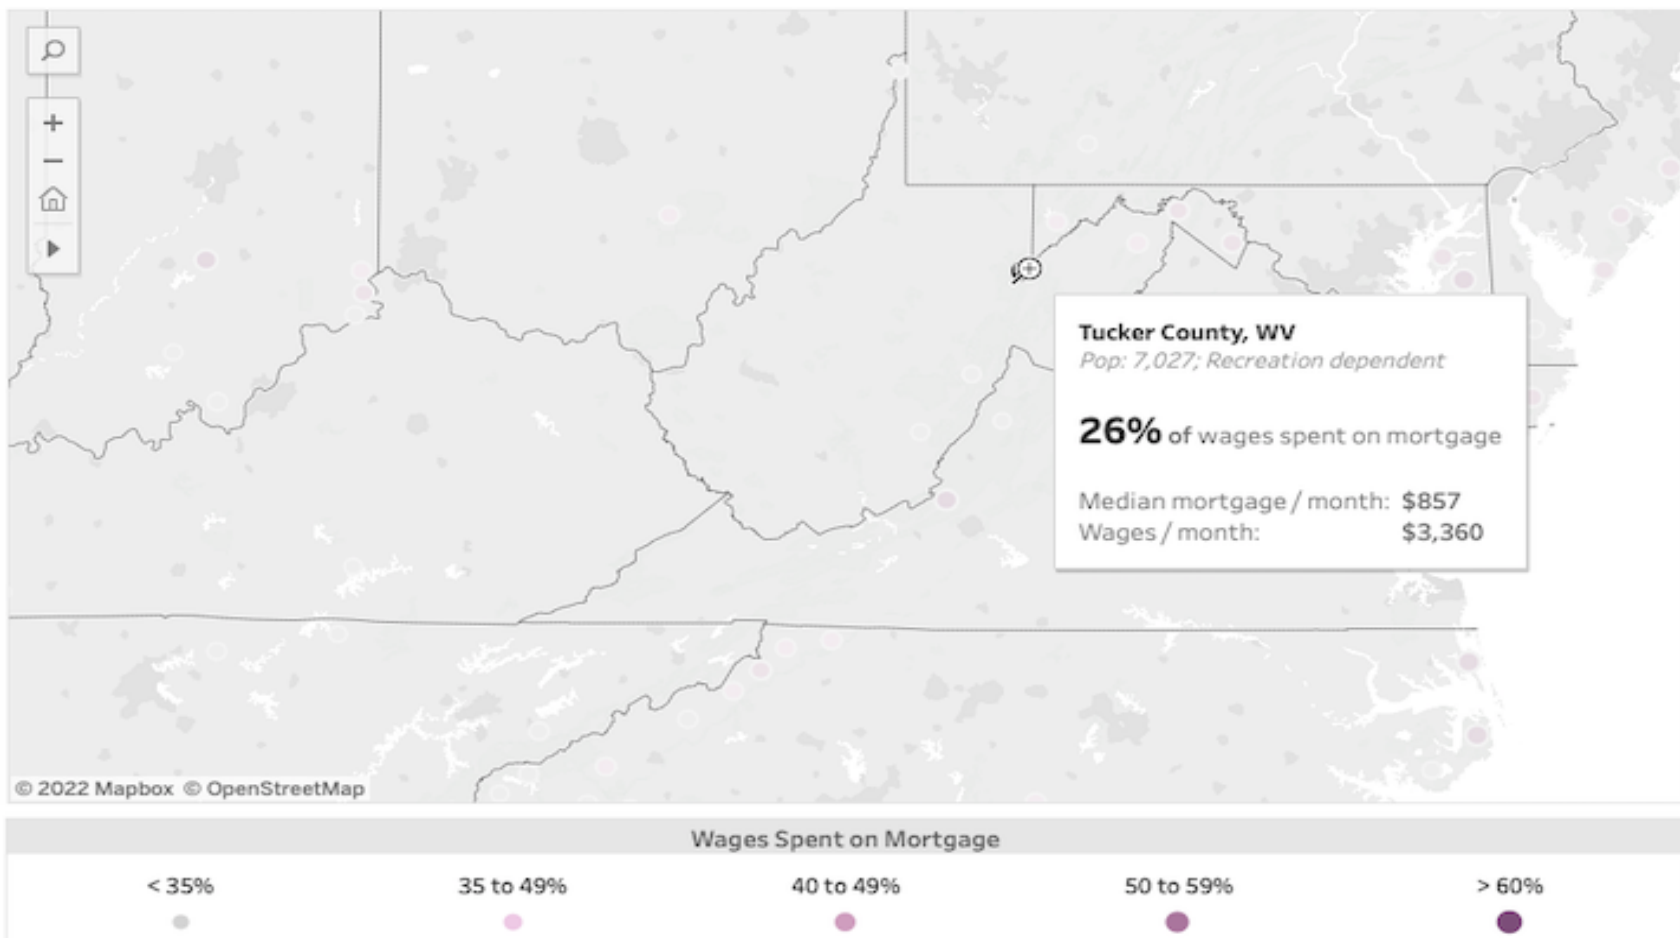 Tucker County, WV
Pop: 7,027; Recreation dependent
26% of wages spent on mortgage
Median mortgage / month: $857
Wages / month: $3,360
© 2022 Mapbox © OpenStreetMap
Wages Spent on Mortgage
< 35% 35 to 49% 40 to 49% 50 to 59% > 60%